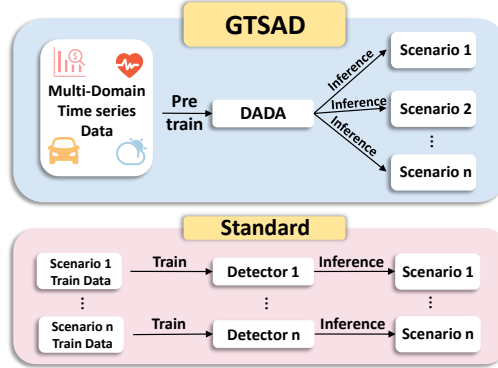 GTSAD
Multi-Domain
Time series
Data
Pre
train
DADA
Inference
Inference
Inference
Scenario 1
Scenario 2
⋮
Scenario n
Standard
Scenario 1
Train Data
Train
Detector 1
Inference
Scenario 1
⋮
⋮
⋮
Scenario n
Train Data
Train
Detector n
Inference
Scenario n